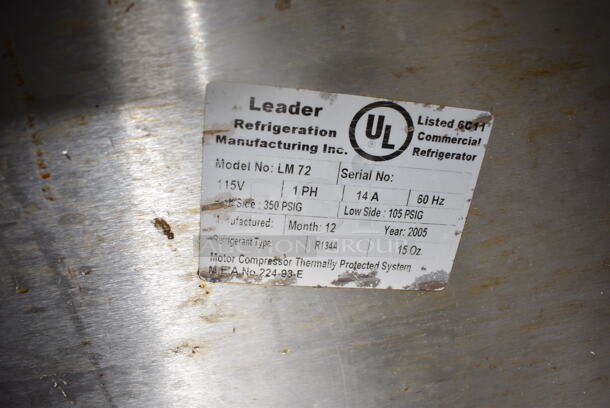 Leader
Refrigeration
Manufacturing Inc.
UL
Listed 6C11
Commercial
Refrigerator
Model No: LM 72 Serial No:
115V 1 PH 14 A 60 Hz
Side : 350 PSIG Low Side : 105 PSIG
Month: 12 Year: 2005
Refrigerant Type R134A 15 Oz.
Motor Compressor Thermally Protected System
M.E.A No 224-93-E